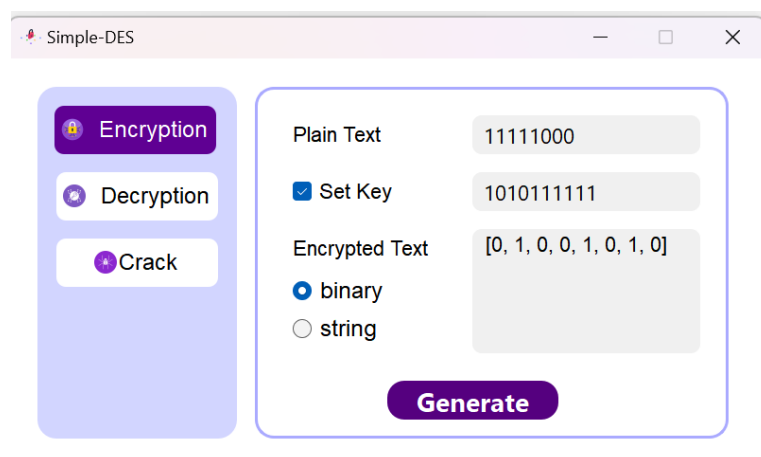 Simple-DES
Encryption
Decryption
Crack
Plain Text
11111000
Set Key
1010111111
Encrypted Text
[0, 1, 0, 0, 1, 0, 1, 0]
binary
string
Generate